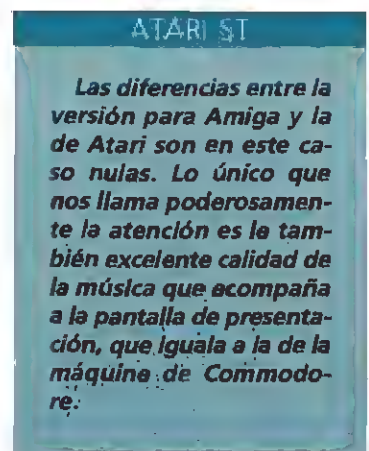 ATARI ST
Las diferencias entre la
versión para Amiga y la
de Atari son en este ca-
so nulas. Lo único que
nos llama poderosamen-
te la atención es la tam-
bién excelente calidad de
la música que acompaña
a la pantalla de presenta-
ción, que iguala a la de la
máquina de Commodo-
re.